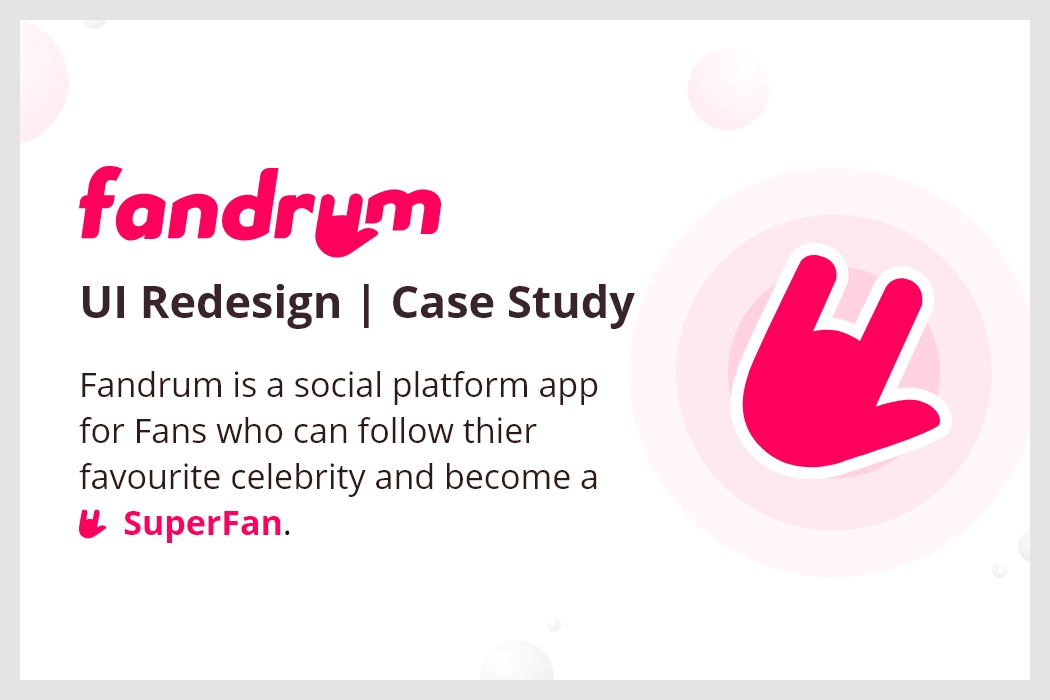 fandrum
UI Redesign | Case Study
Fandrum is a social platform app
for Fans who can follow thier
favourite celebrity and become a
SuperFan.